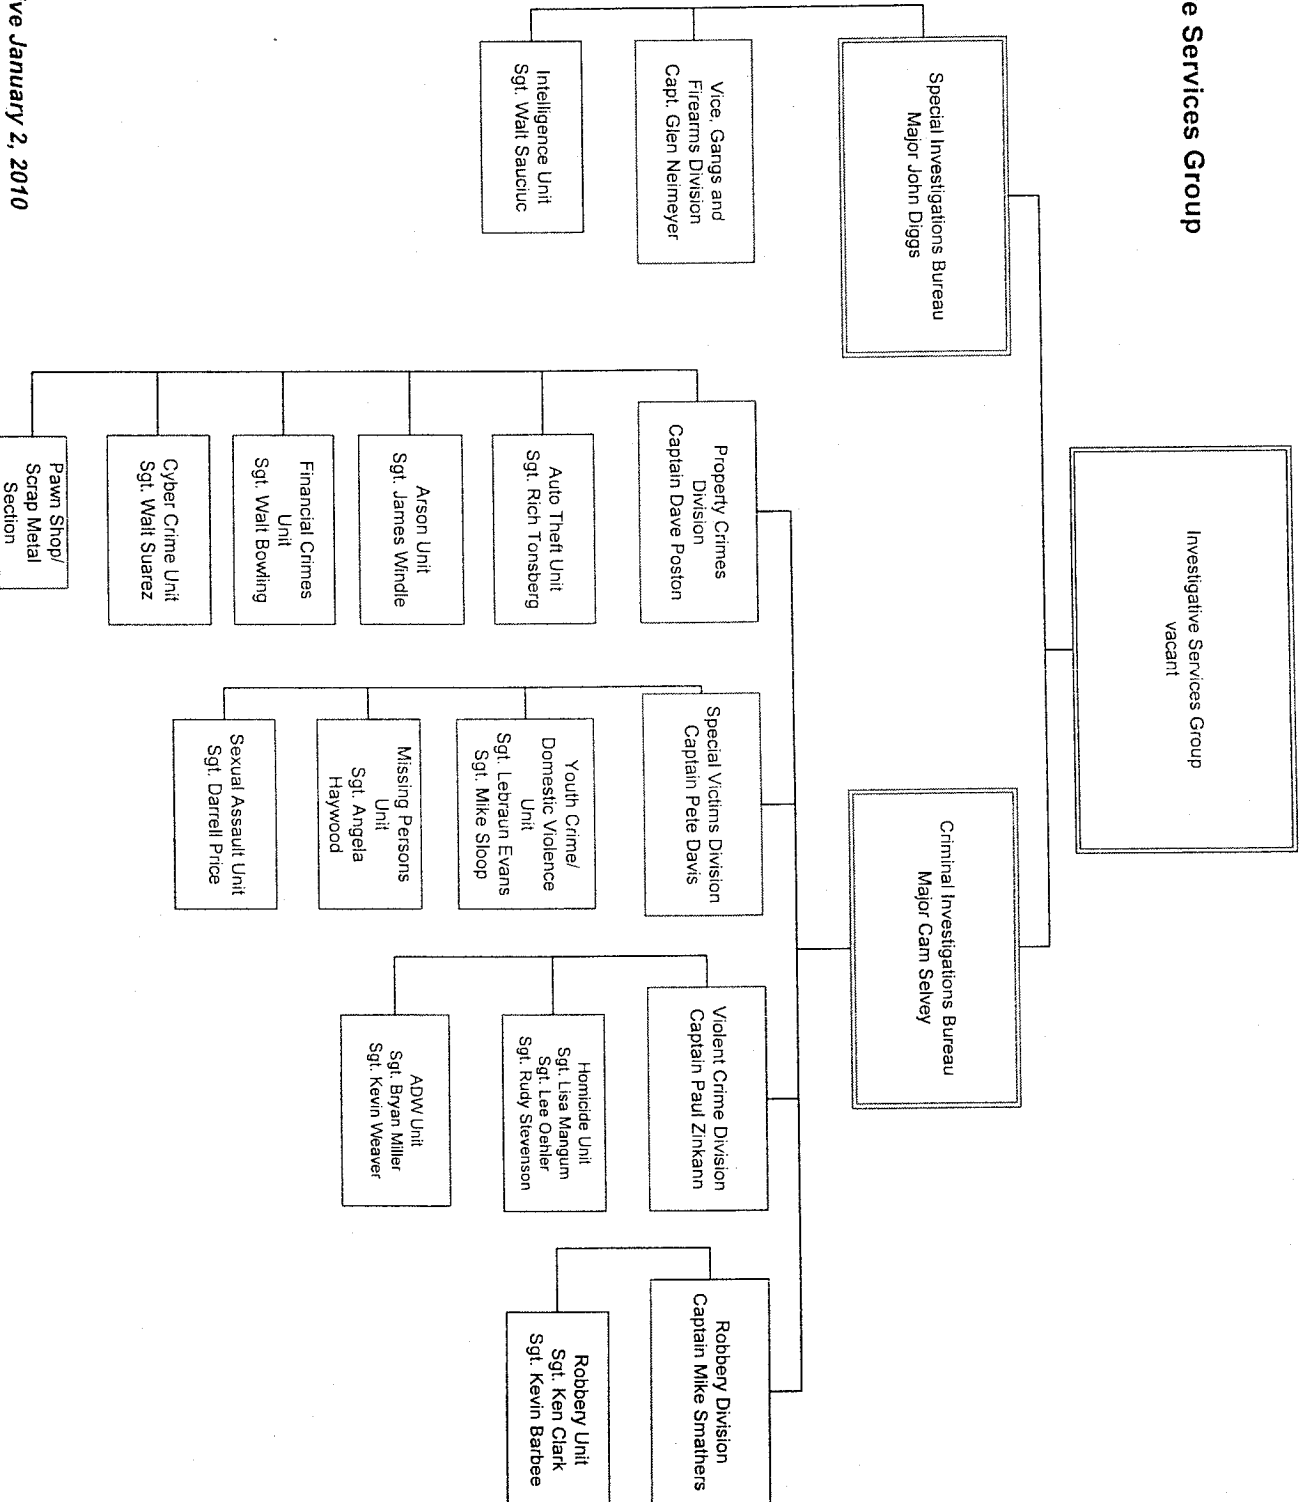 e Services Group
Investigative Services Group
vacant
Special Investigations Bureau
Major John Diggs
Criminal Investigations Bureau
Major Cam Selvey
Vice, Gangs and
Firearms Division
Capt. Glen Neimeyer
Intelligence Unit
Sgt. Walt Sauciuc
Property Crimes
Division
Captain Dave Poston
Auto Theft Unit
Sgt. Rich Tonsberg
Arson Unit
Sgt. James Windle
Financial Crimes
Unit
Sgt. Walt Bowling
Cyber Crime Unit
Sgt. Walt Suarez
Pawn Shop/
Scrap Metal
Section
Special Victims Division
Captain Pete Davis
Youth Crime/
Domestic Violence
Unit
Sgt. Lebraun Evans
Sgt. Mike Sloop
Missing Persons
Unit
Sgt. Angela
Haywood
Sexual Assault Unit
Sgt. Darrell Price
Violent Crime Division
Captain Paul Zinkann
Homicide Unit
Sgt. Lisa Mangum
Sgt. Lee Oehler
Sgt. Rudy Stevenson
ADW Unit
Sgt. Bryan Miller
Sgt. Kevin Weaver
Robbery Division
Captain Mike Smathers
Robbery Unit
Sgt. Ken Clark
Sgt. Kevin Barbee
ive January 2, 2010